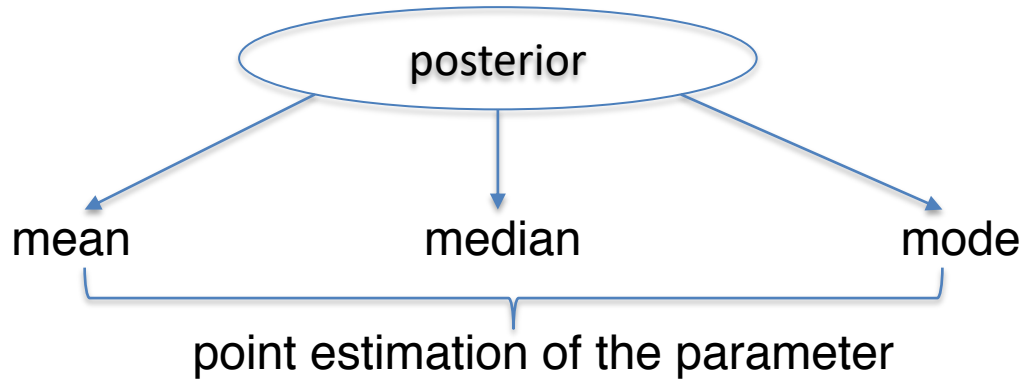 posterior
mean median mode
point estimation of the parameter